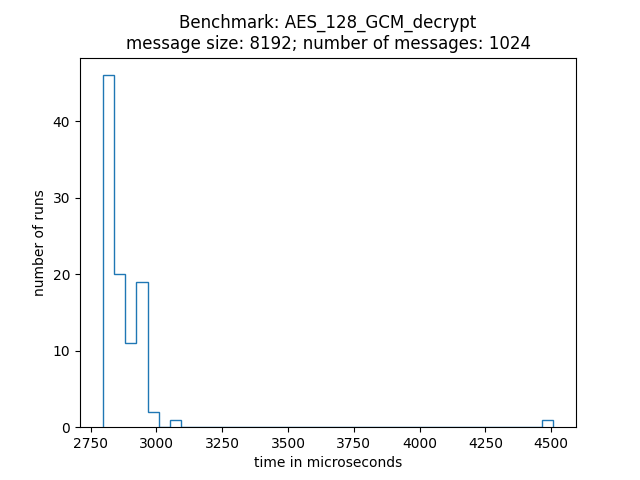 Benchmark: AES_128_GCM_decrypt
message size: 8192; number of messages: 1024
number of runs
40
30
20
10
0
2750 3000 3250 3500 3750 4000 4250 4500
time in microseconds